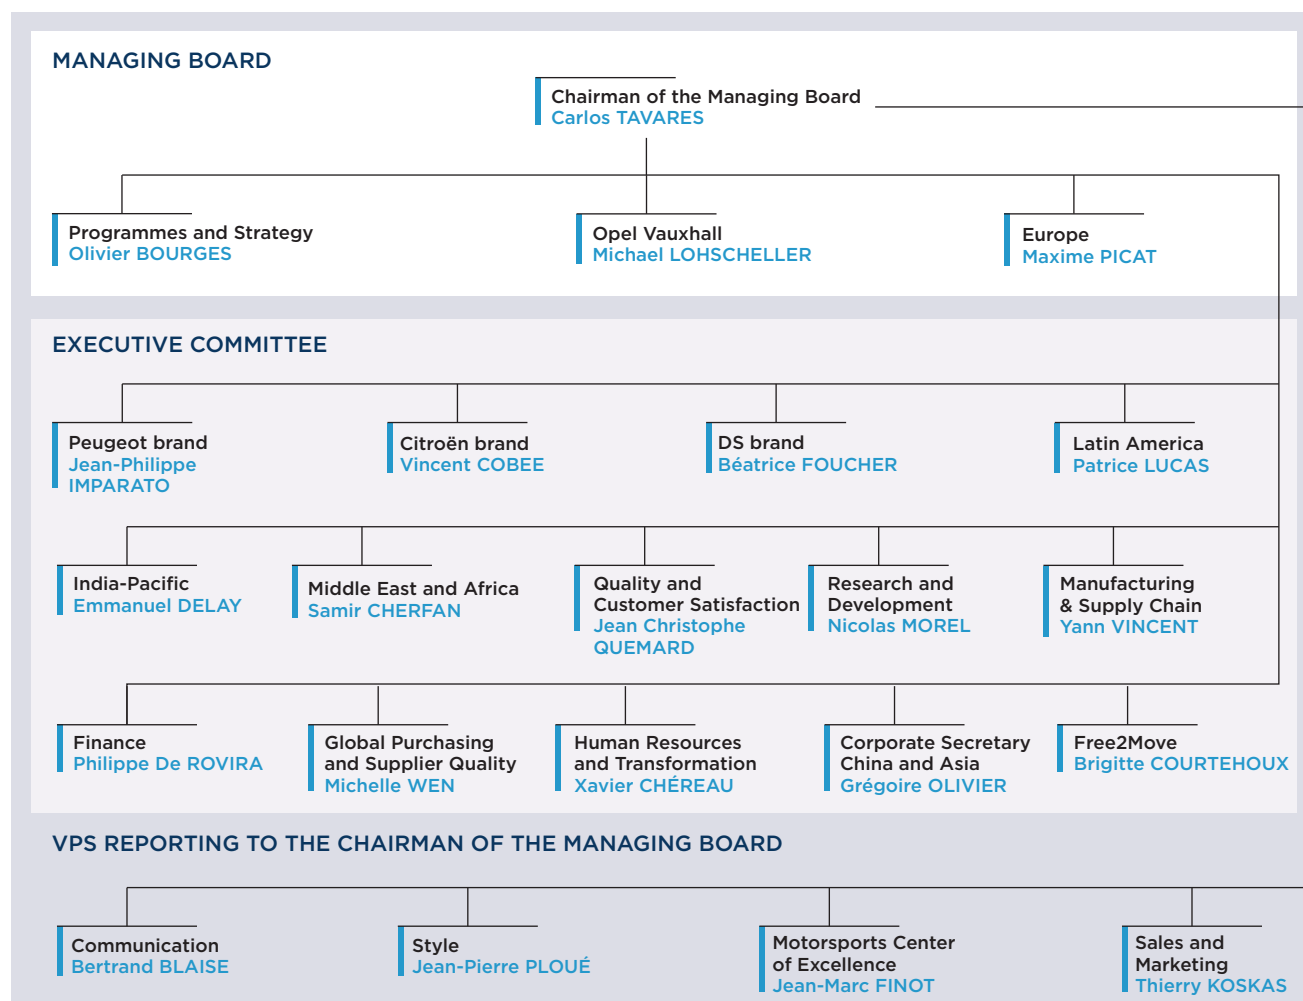 MANAGING BOARD
Chairman of the Managing Board
Carlos TAVARES
Programmes and Strategy
Olivier BOURGES
Opel Vauxhall
Michael LOHSCHELLER
Europe
Maxime PICAT
EXECUTIVE COMMITTEE
Peugeot brand
Jean-Philippe
IMPARATO
Citroën brand
Vincent COBEE
DS brand
Béatrice FOUCHER
Latin America
Patrice LUCAS
India-Pacific
Emmanuel DELAY
Middle East and Africa
Samir CHERFAN
Quality and
Customer Satisfaction
Jean Christophe
QUEMARD
Research and
Development
Nicolas MOREL
Manufacturing
& Supply Chain
Yann VINCENT
Finance
Philippe De ROVIRA
Global Purchasing
and Supplier Quality
Michelle WEN
Human Resources
and Transformation
Xavier CHÉREAU
Corporate Secretary
China and Asia
Grégoire OLIVIER
Free2Move
Brigitte COURTEHOUX
VPS REPORTING TO THE CHAIRMAN OF THE MANAGING BOARD
Communication
Bertrand BLAISE
Style
Jean-Pierre PLOUÉ
Motorsports Center
of Excellence
Jean-Marc FINOT
Sales and
Marketing
Thierry KOSKAS